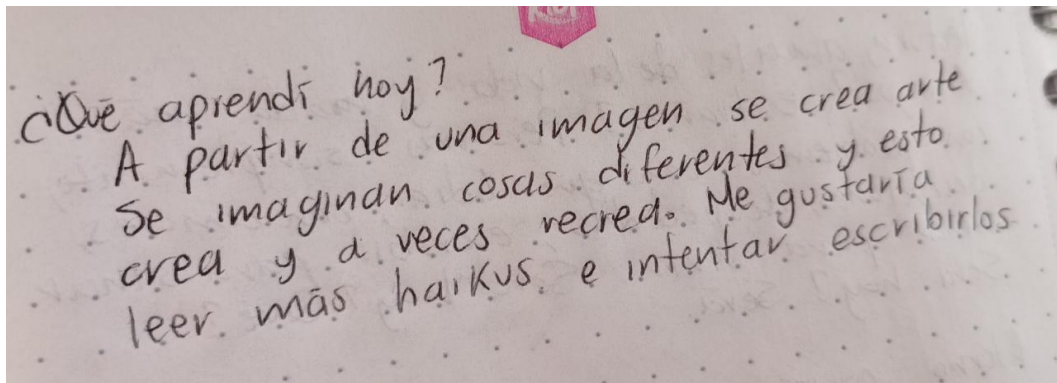 ¿Qué aprendí hoy?
A partir de una imagen se crea arte
Se imaginan cosas diferentes y esto
crea y a veces recrea. Me gustaría
leer más haikus e intentar escribirlos